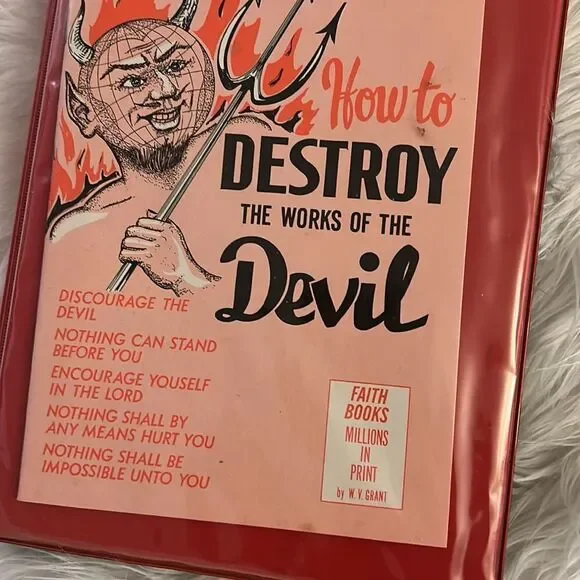 How to
DESTROY
THE WORKS OF THE
Devil
DISCOURAGE THE
DEVIL
NOTHING CAN STAND
BEFORE YOU
ENCOURAGE YOUSELF
IN THE LORD
NOTHING SHALL BY
ANY MEANS HURT YOU
NOTHING SHALL BE
IMPOSSIBLE UNTO YOU
FAITH
BOOKS
MILLIONS
IN
PRINT
by W. V. GRANT